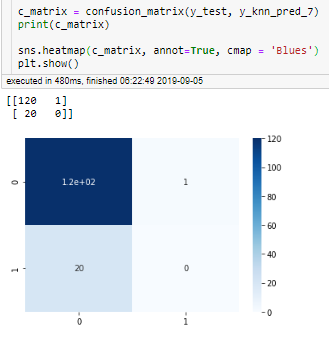 c_matrix = confusion_matrix(y_test, y_knn_pred_7)
print(c_matrix)
sns.heatmap(c_matrix, annot=True, cmap = 'Blues')
plt.show()
executed in 480ms, finished 06:22:49 2019-09-05
[[120   1]
 [ 20   0]]
120
100
0
1.2e+02
1
80
60
40
1
20
0
20
0
0
1